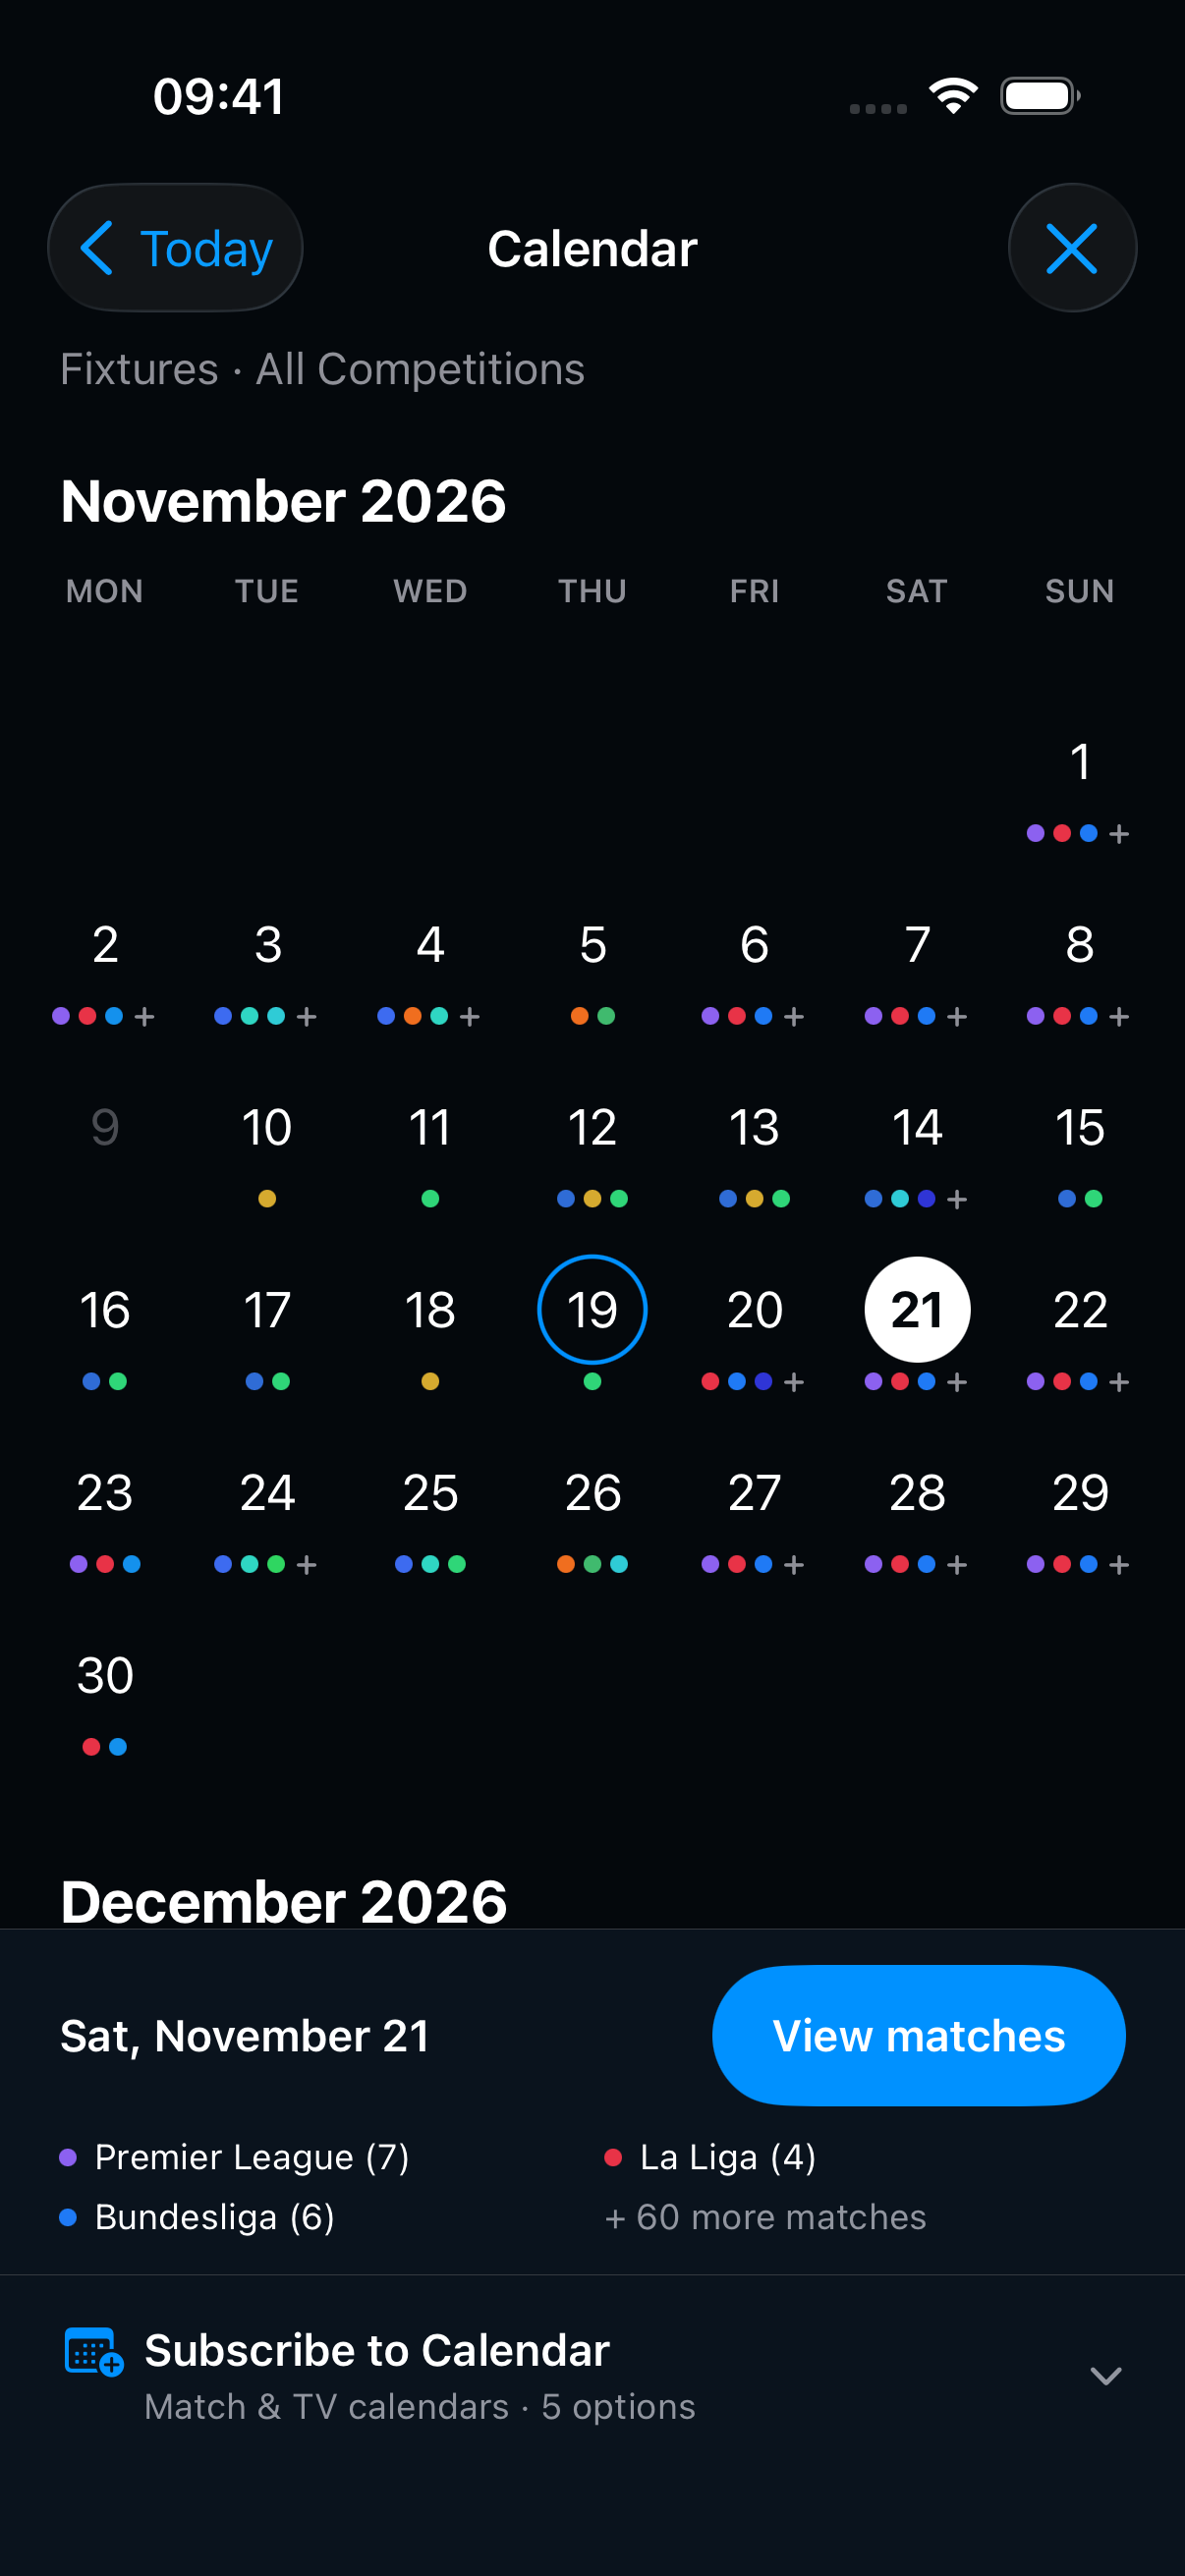 09:41
Today
Calendar
Fixtures · All Competitions
November 2026
MON TUE WED THU FRI SAT SUN
1
+
2 3 4 5 6 7 8
+ + + + + +
9 10 11 12 13 14 15
+
16 17 18 19 20 21 22
+ + +
23 24 25 26 27 28 29
+ + + +
30
December 2026
Sat, November 21
View matches
Premier League (7)
La Liga (4)
Bundesliga (6)
+ 60 more matches
Subscribe to Calendar
Match & TV calendars · 5 options